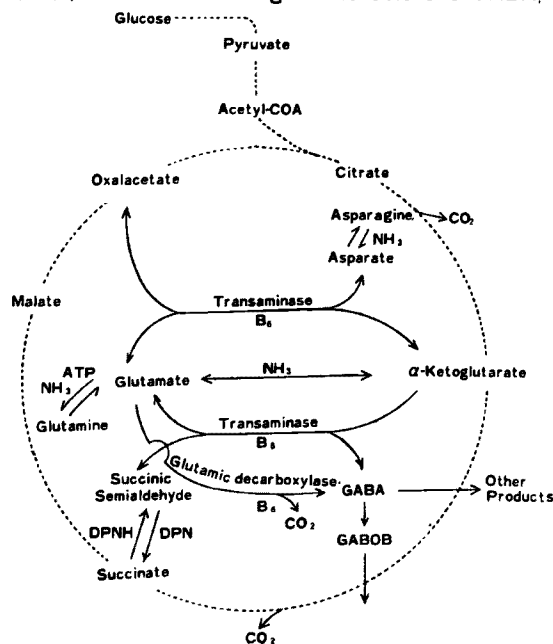 Glucose
Pyruvate
Acetyl-COA
Oxalacetate
Citrate
Asparagine
CO₂
NH₃
Asparate
Malate
Transaminase
B₆
ATP
NH₃
Glutamate
NH₃
α-Ketoglutarate
Glutamine
Transaminase
B₆
Succinic
Semialdehyde
Glutamic decarboxylase
B₆
CO₂
GABA
Other
Products
DPNH
DPN
GABOB
Succinate
CO₂